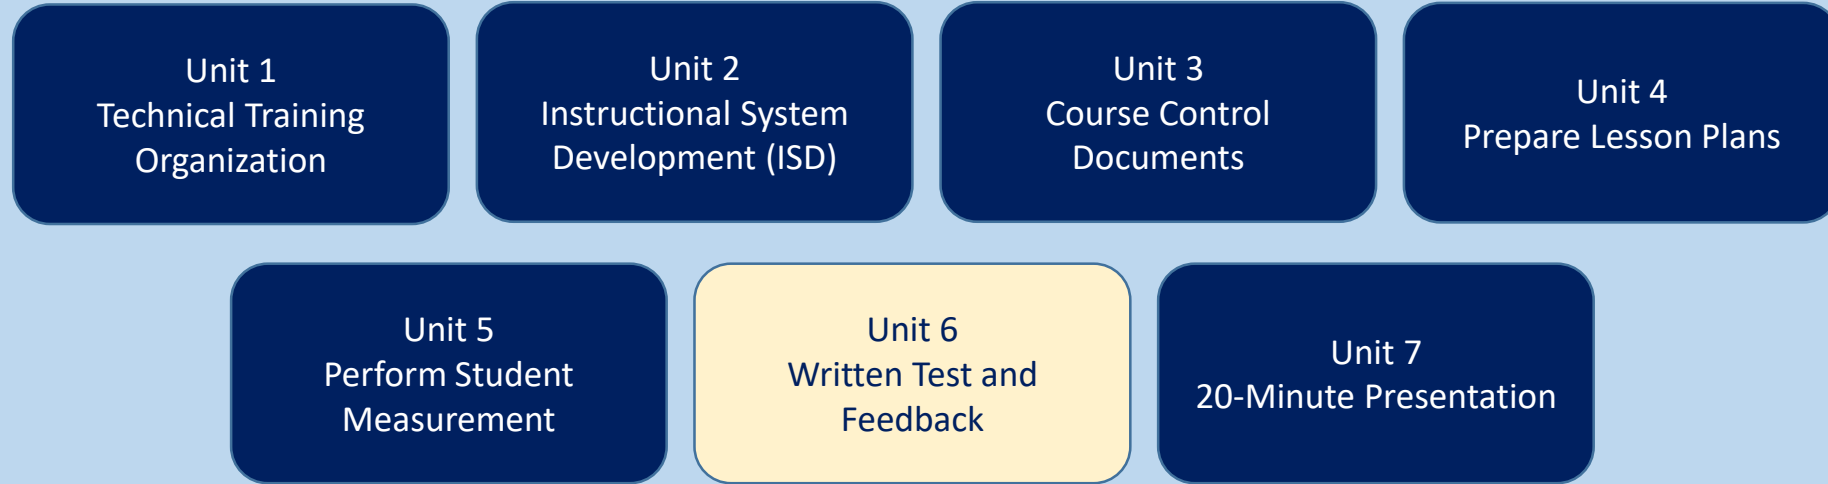 Unit 1
Technical Training
Organization
Unit 2
Instructional System
Development (ISD)
Unit 3
Course Control
Documents
Unit 4
Prepare Lesson Plans
Unit 5
Perform Student
Measurement
Unit 6
Written Test and
Feedback
Unit 7
20-Minute Presentation